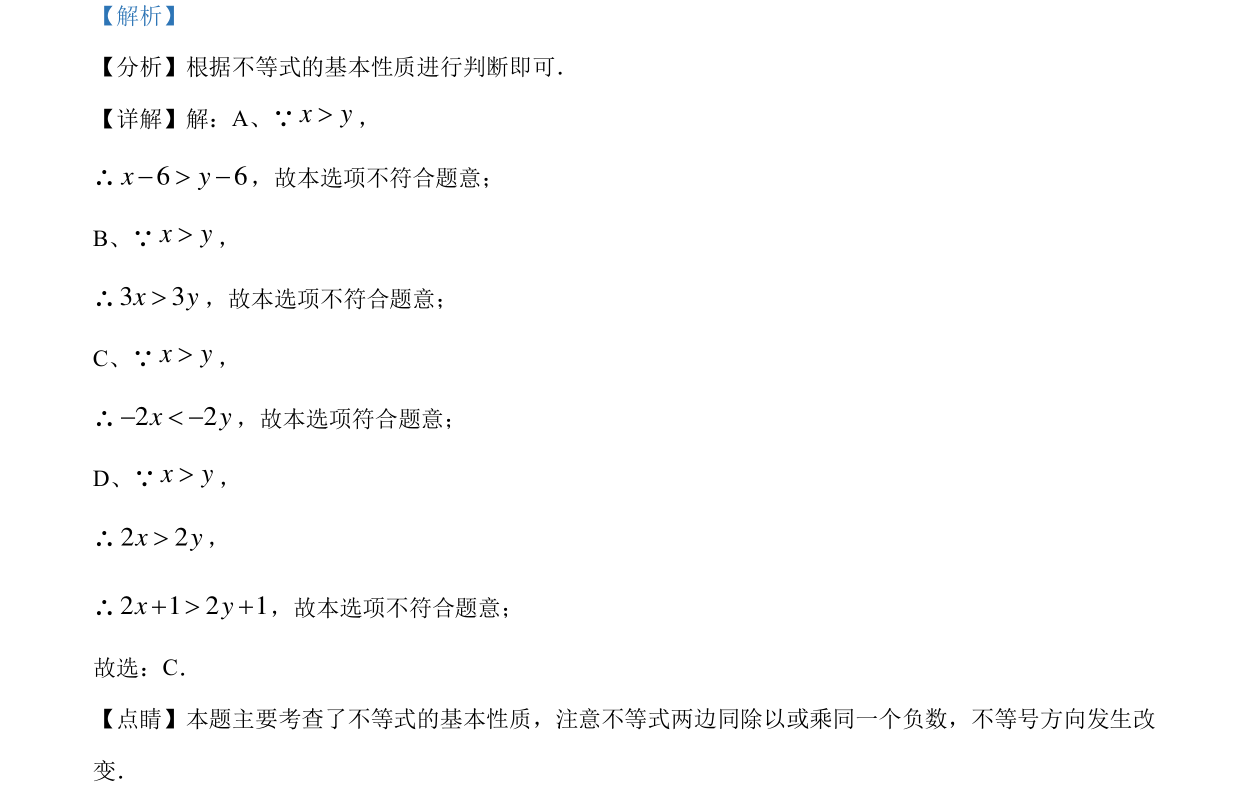 【解析】
【分析】根据不等式的基本性质进行判断即可．
【详解】解：A、∵x > y，
∴x−6 > y−6，故本选项不符合题意；
B、∵x > y，
∴3x > 3y，故本选项不符合题意；
C、∵x > y，
∴−2x < −2y，故本选项符合题意；
D、∵x > y，
∴2x > 2y，
∴2x+1 > 2y+1，故本选项不符合题意；
故选：C．
【点睛】本题主要考查了不等式的基本性质，注意不等式两边同除以或乘同一个负数，不等号方向发生改
变．